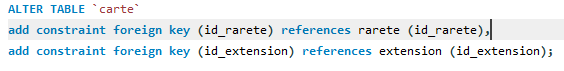 ALTER TABLE `carte`
add constraint foreign key (id_rarete) references rarete (id_rarete),
add constraint foreign key (id_extension) references extension (id_extension);